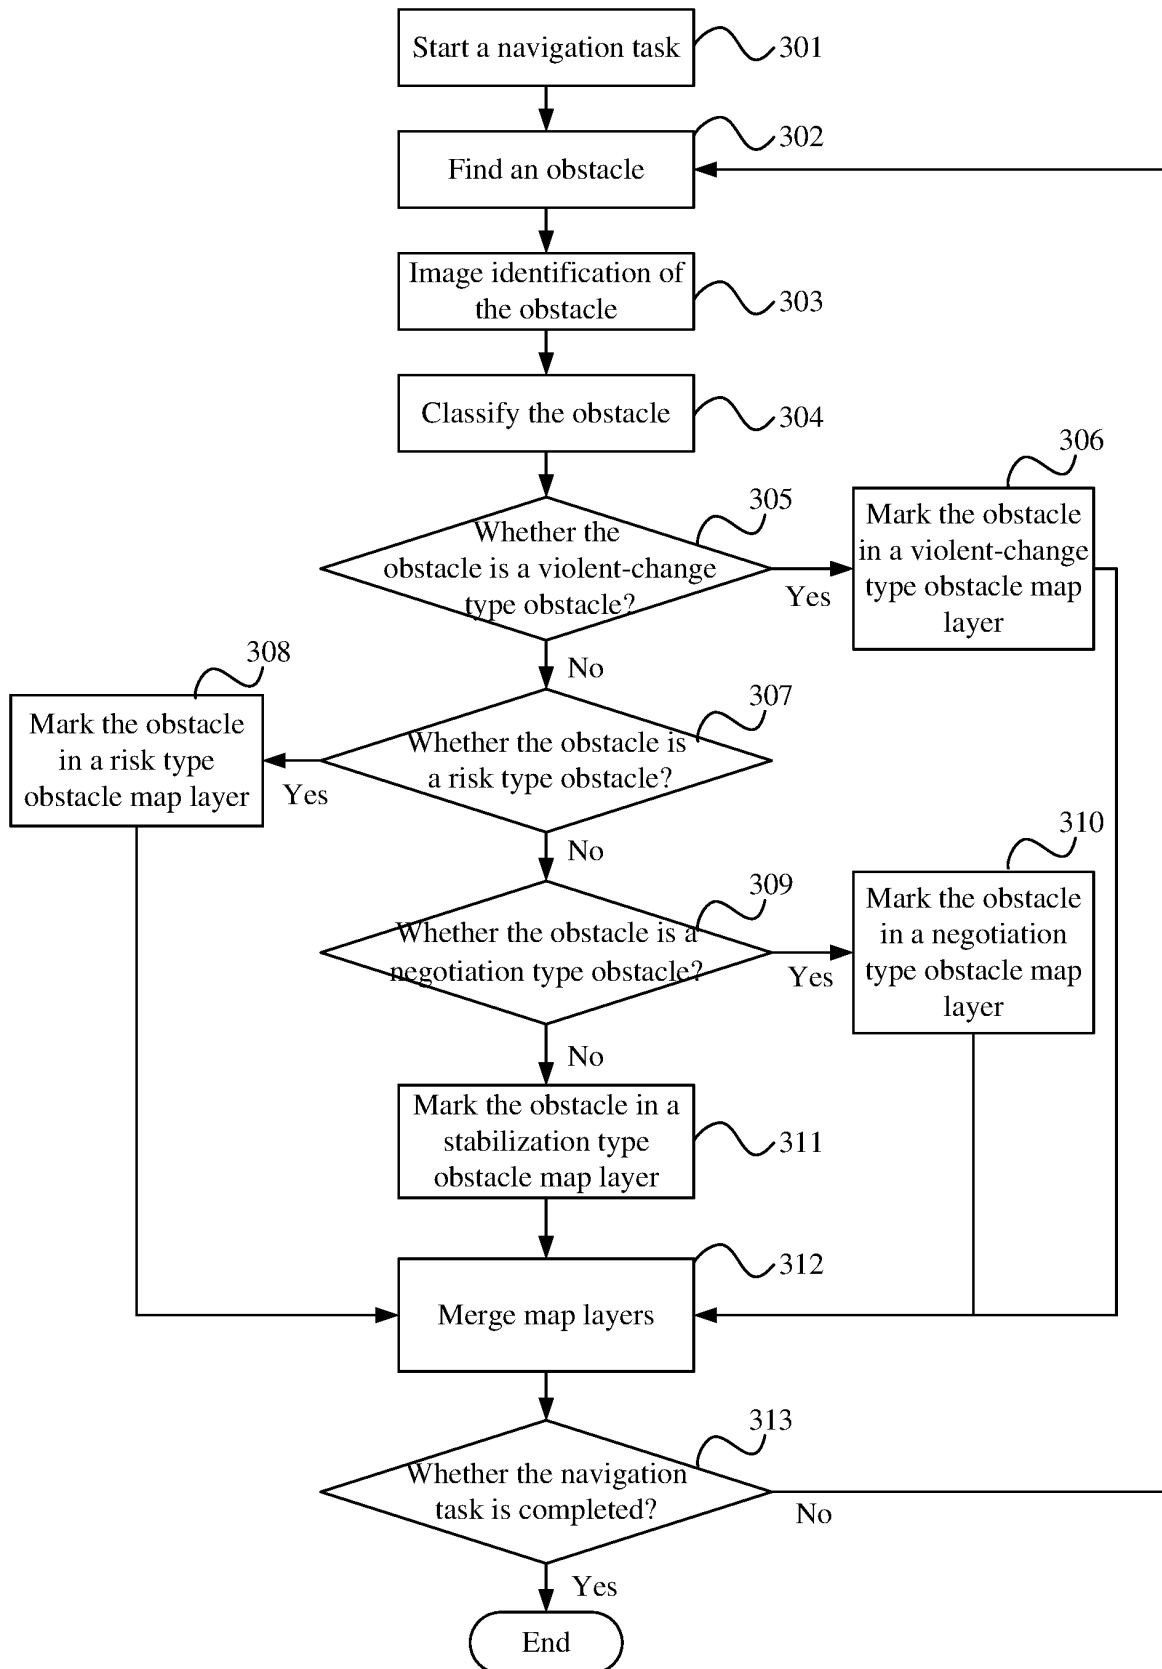 Start a navigation task
301
302
Find an obstacle
Image identification of
the obstacle
303
Classify the obstacle
304
305
Whether the
obstacle is a violent-change
type obstacle?
Yes
306
Mark the obstacle
in a violent-change
type obstacle map
layer
No
308
Mark the obstacle
in a risk type
obstacle map layer
307
Whether the obstacle is
a risk type obstacle?
Yes
No
309
Whether the obstacle is a
negotiation type obstacle?
Yes
310
Mark the obstacle
in a negotiation
type obstacle map
layer
No
Mark the obstacle in a
stabilization type
obstacle map layer
311
312
Merge map layers
313
Whether the navigation
task is completed?
No
Yes
End